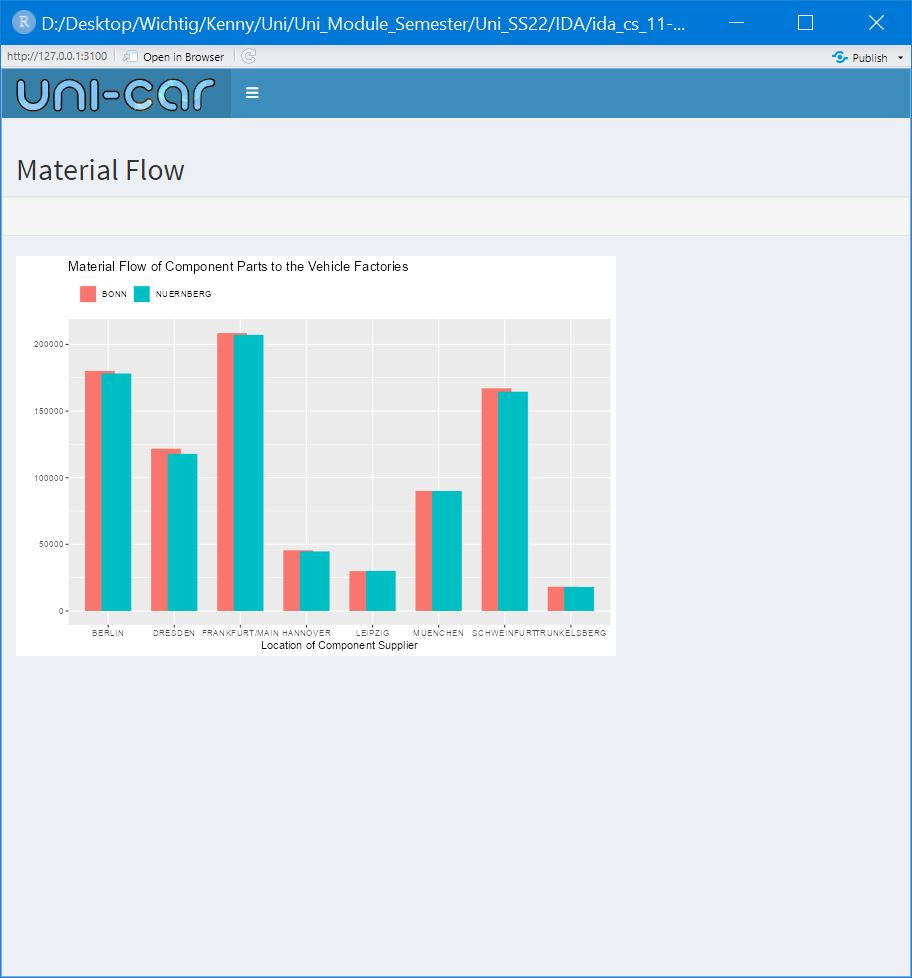 D:/Desktop/Wichtig/Kenny/Uni/Uni_Module_Semester/Uni_SS22/IDA/ida_cs_11-...
http://127.0.0.1:3100 Open in Browser Publish
uni-car
Material Flow
Material Flow of Component Parts to the Vehicle Factories
BONN NUERNBERG
200000
150000
100000
50000
0
BERLIN DRESDEN FRANKFURT/MAIN HANNOVER LEIPZIG MUENCHEN SCHWEINFURT TRUNKELSBERG
Location of Component Supplier